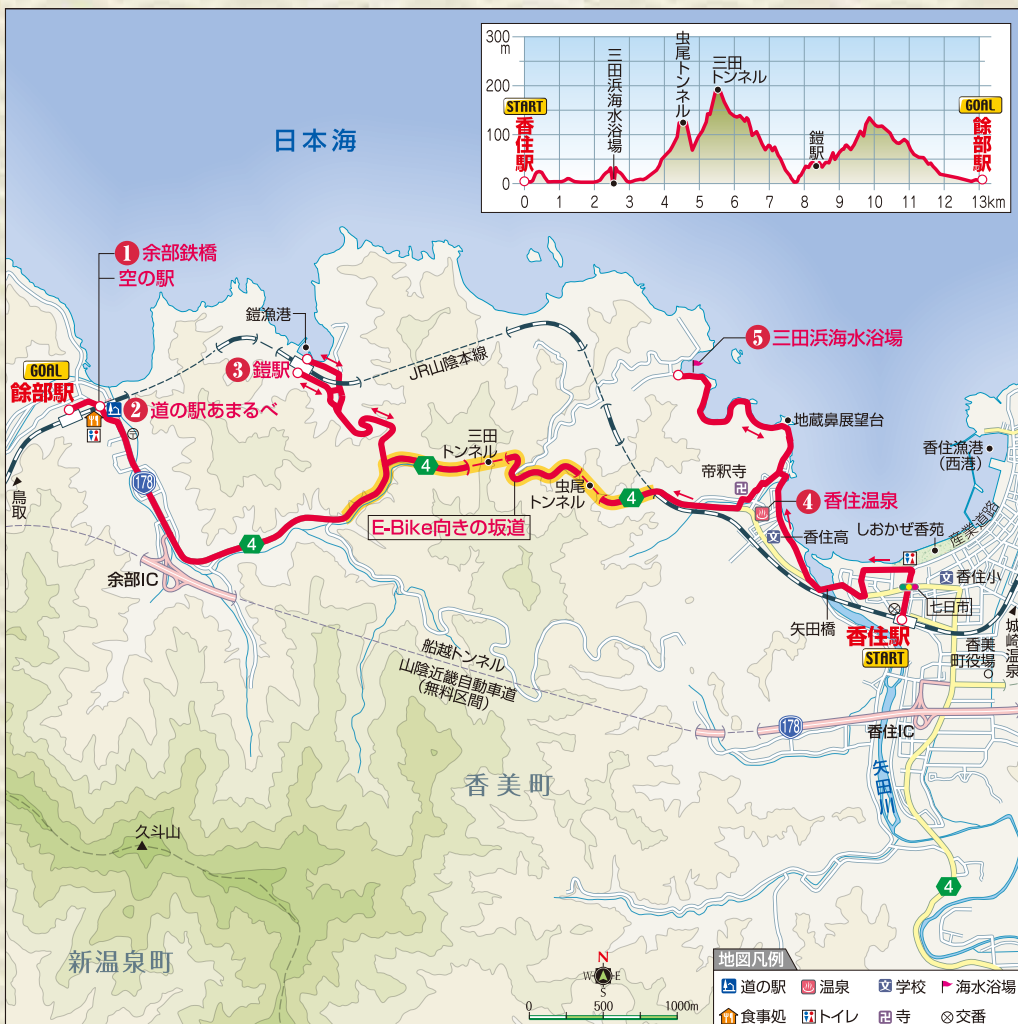 300
m
200
100
0
START
香住駅
三田浜海水浴場
虫尾トンネル
三田
トンネル
鎧駅
GOAL
餘部駅
0 1 2 3 4 5 6 7 8 9 10 11 12 13km
日本海
1 余部鉄橋
空の駅
鎧漁港
GOAL
餘部駅
3 鎧駅
JR山陰本線
5 三田浜海水浴場
2 道の駅あまるべ
地蔵鼻展望台
三田
トンネル
香住漁港
(西港)
4
帝釈寺
178
鳥取
虫尾
トンネル
4
4 香住温泉
しおかぜ香苑
産業道路
E-Bike向きの坂道
香住高
4
香住小
余部IC
七日市
矢田橋
香住駅
START
香美
町役場
城崎温泉
船越トンネル
山陰近畿自動車道
(無料区間)
178
香住IC
矢田川
香美町
久斗山
4
新温泉町
N
W E
S
0 500 1000m
地図凡例
道の駅 温泉 文 学校 海水浴場
食事処 トイレ 卍 寺 交番